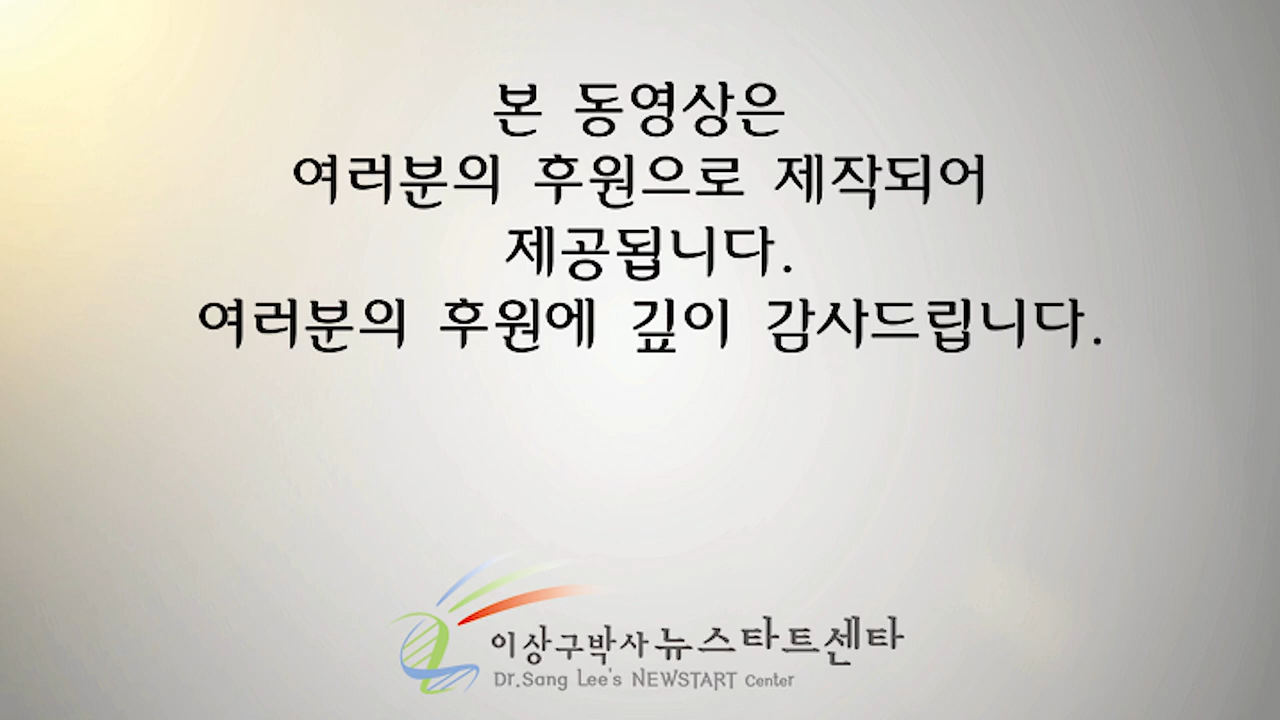 본 동영상은
여러분의 후원으로 제작되어
제공됩니다.
여러분의 후원에 깊이 감사드립니다.
이상구박사 뉴스타트센타
Dr.Sang Lee's NEWSTART Center